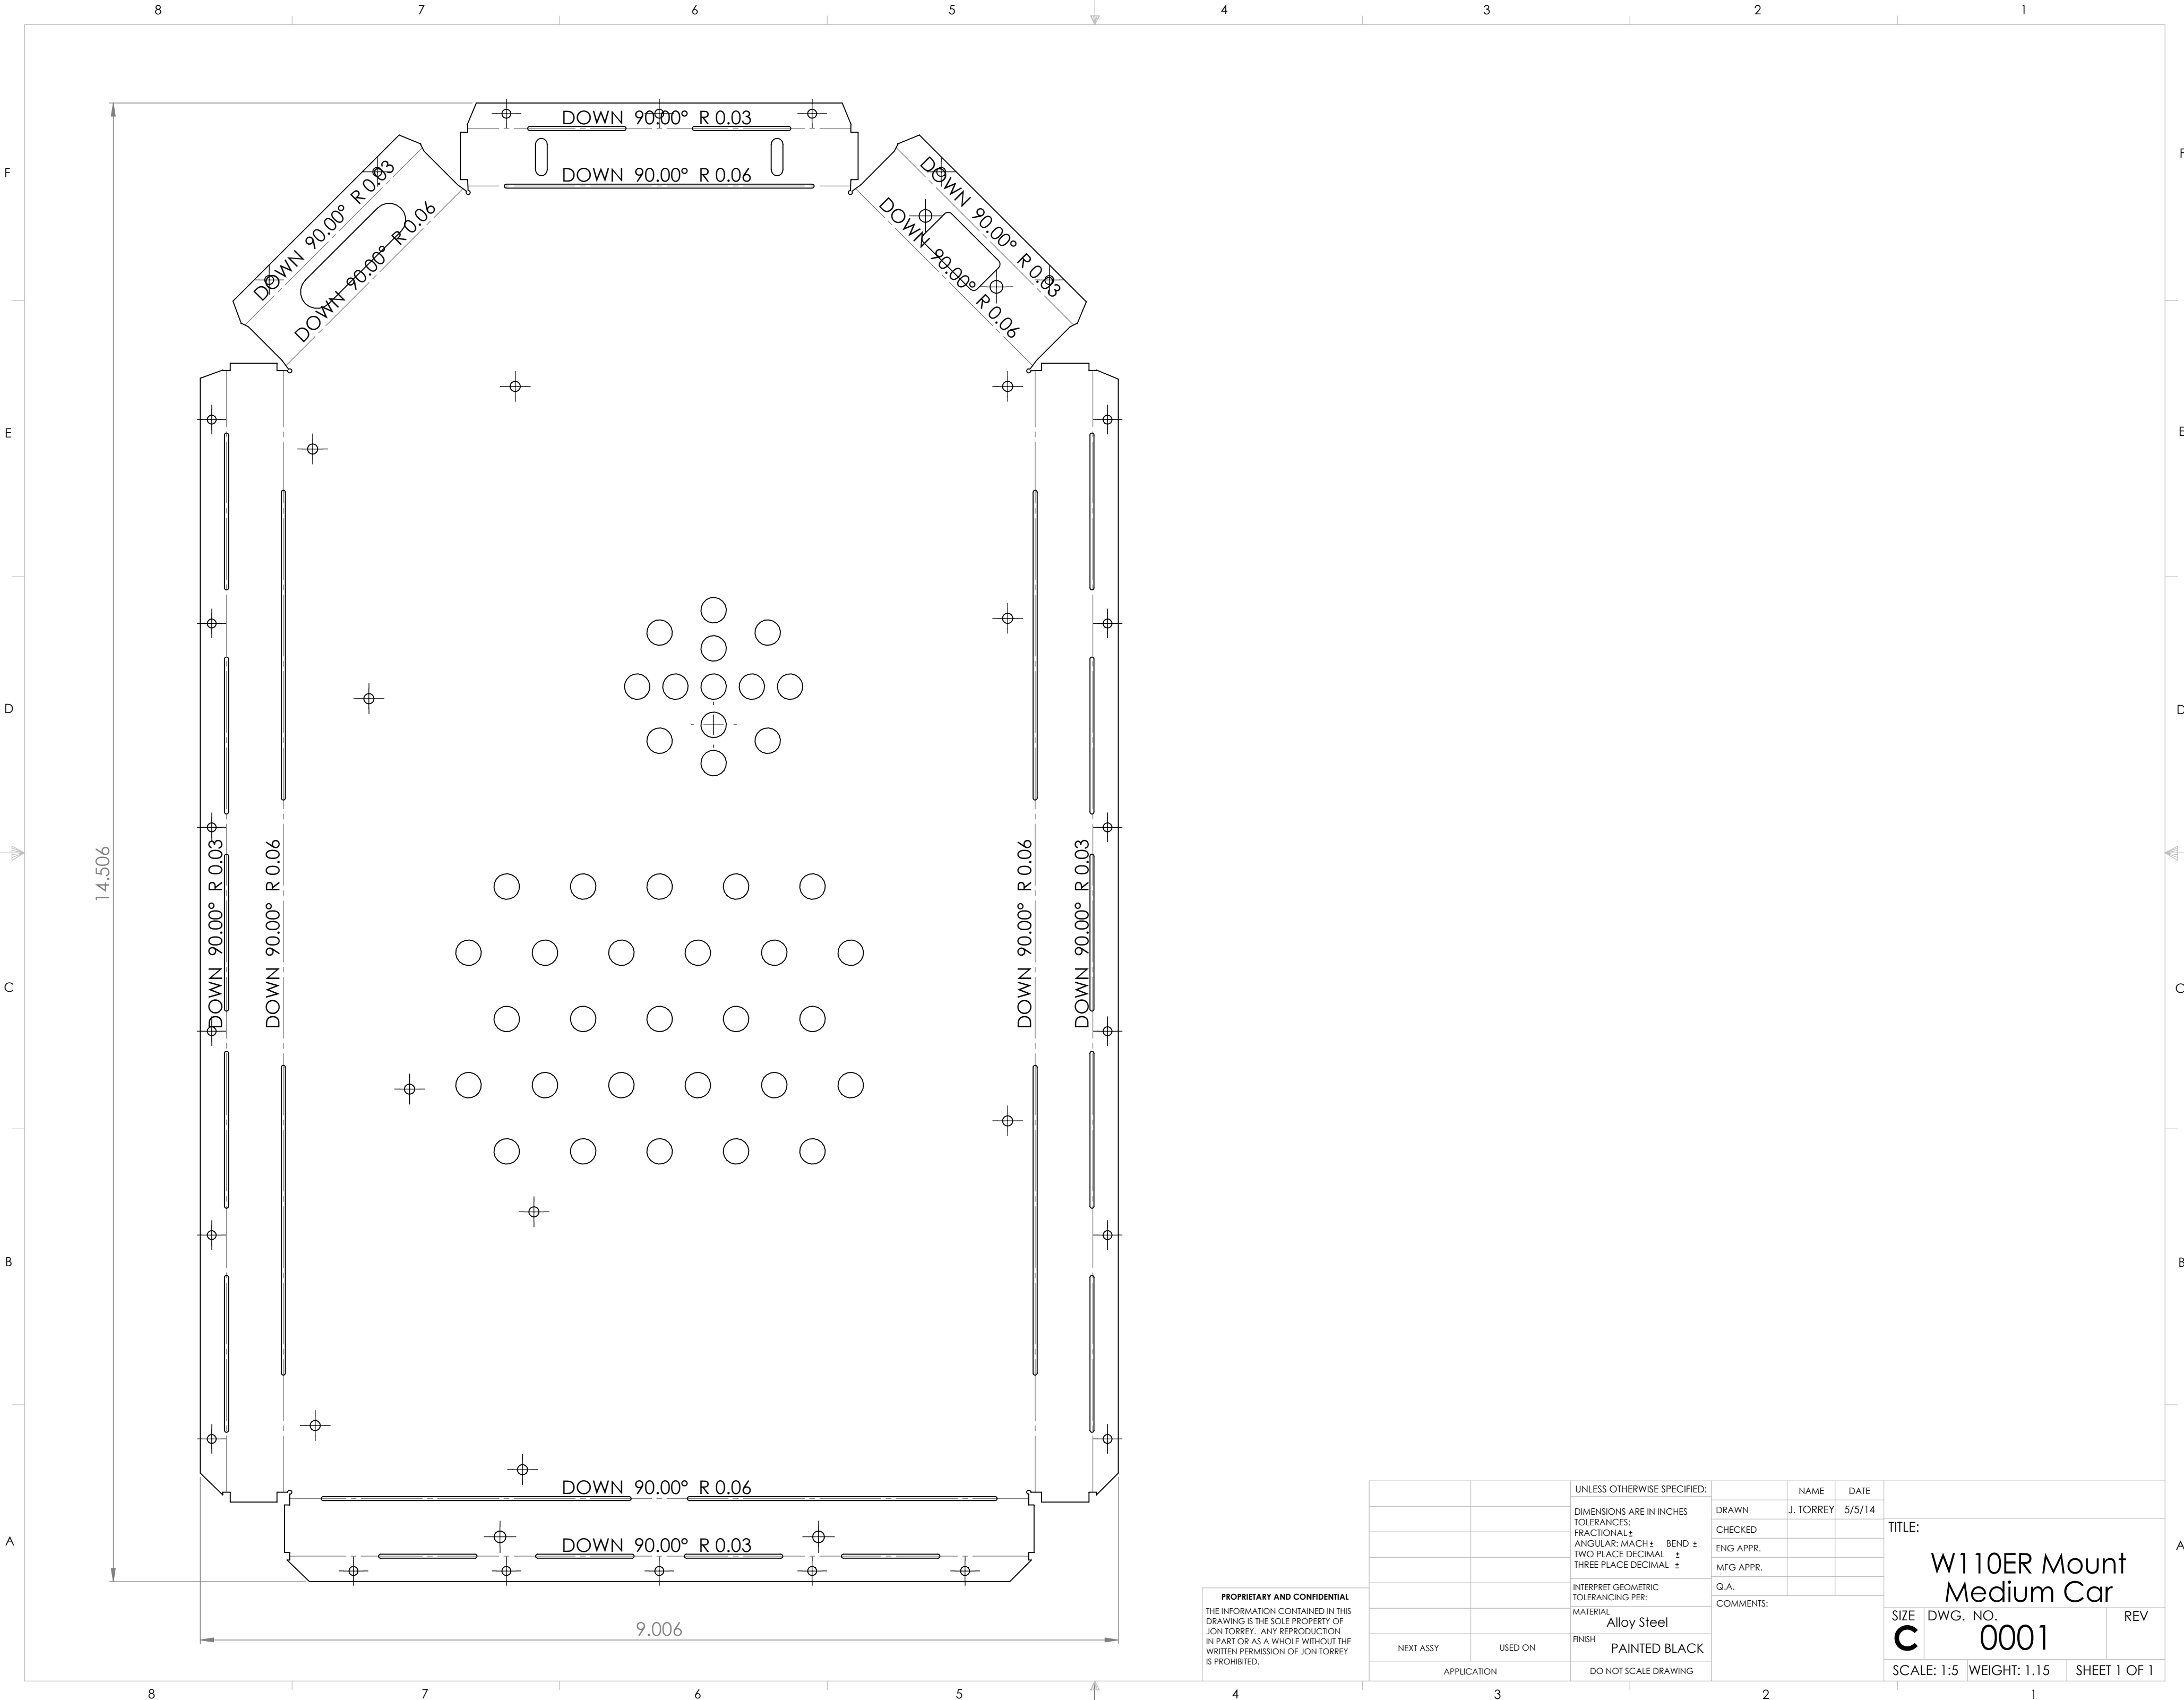 8 7 6 5 4 3 2 1
F F
E E
D D
C C
B B
A A
DOWN 90.00° R 0.03
DOWN 90.00° R 0.06
DOWN 90.00° R 0.03
DOWN 90.00° R 0.06
DOWN 90.00° R 0.03
DOWN 90.00° R 0.06
14.506
DOWN 90.00° R 0.03
DOWN 90.00° R 0.06
DOWN 90.00° R 0.06
DOWN 90.00° R 0.03
DOWN 90.00° R 0.06
DOWN 90.00° R 0.03
9.006
PROPRIETARY AND CONFIDENTIAL
THE INFORMATION CONTAINED IN THIS
DRAWING IS THE SOLE PROPERTY OF
JON TORREY. ANY REPRODUCTION
IN PART OR AS A WHOLE WITHOUT THE
WRITTEN PERMISSION OF JON TORREY
IS PROHIBITED.
NEXT ASSY USED ON
APPLICATION
UNLESS OTHERWISE SPECIFIED:
DIMENSIONS ARE IN INCHES
TOLERANCES:
FRACTIONAL ±
ANGULAR: MACH ± BEND ±
TWO PLACE DECIMAL ±
THREE PLACE DECIMAL ±
INTERPRET GEOMETRIC
TOLERANCING PER:
MATERIAL
Alloy Steel
FINISH
PAINTED BLACK
DO NOT SCALE DRAWING
NAME DATE
DRAWN J. TORREY 5/5/14
CHECKED
ENG APPR.
MFG APPR.
Q.A.
COMMENTS:
TITLE:
W110ER Mount
Medium Car
SIZE DWG. NO. REV
C 0001
SCALE: 1:5 WEIGHT: 1.15 SHEET 1 OF 1
8 7 6 5 4 3 2 1